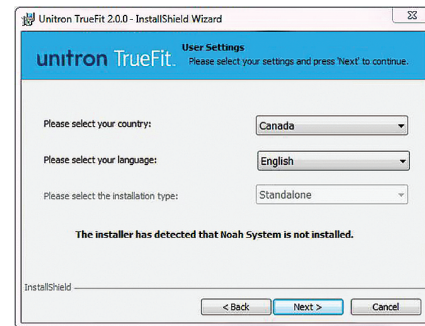 Unitron TrueFit 2.0.0 - InstallShield Wizard
unitron TrueFit.
User Settings
Please select your settings and press 'Next' to continue.
Please select your country:
Canada
Please select your language:
English
Please select the installation type:
Standalone
The installer has detected that Noah System is not installed.
InstallShield
< Back
Next >
Cancel